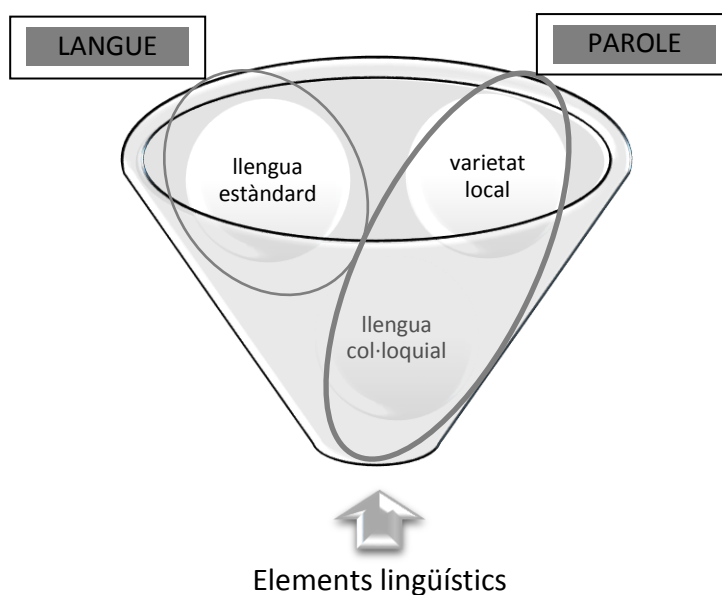 LANGUE
PAROLE
llengua
estàndard
varietat
local
llengua
col·loquial
Elements lingüístics